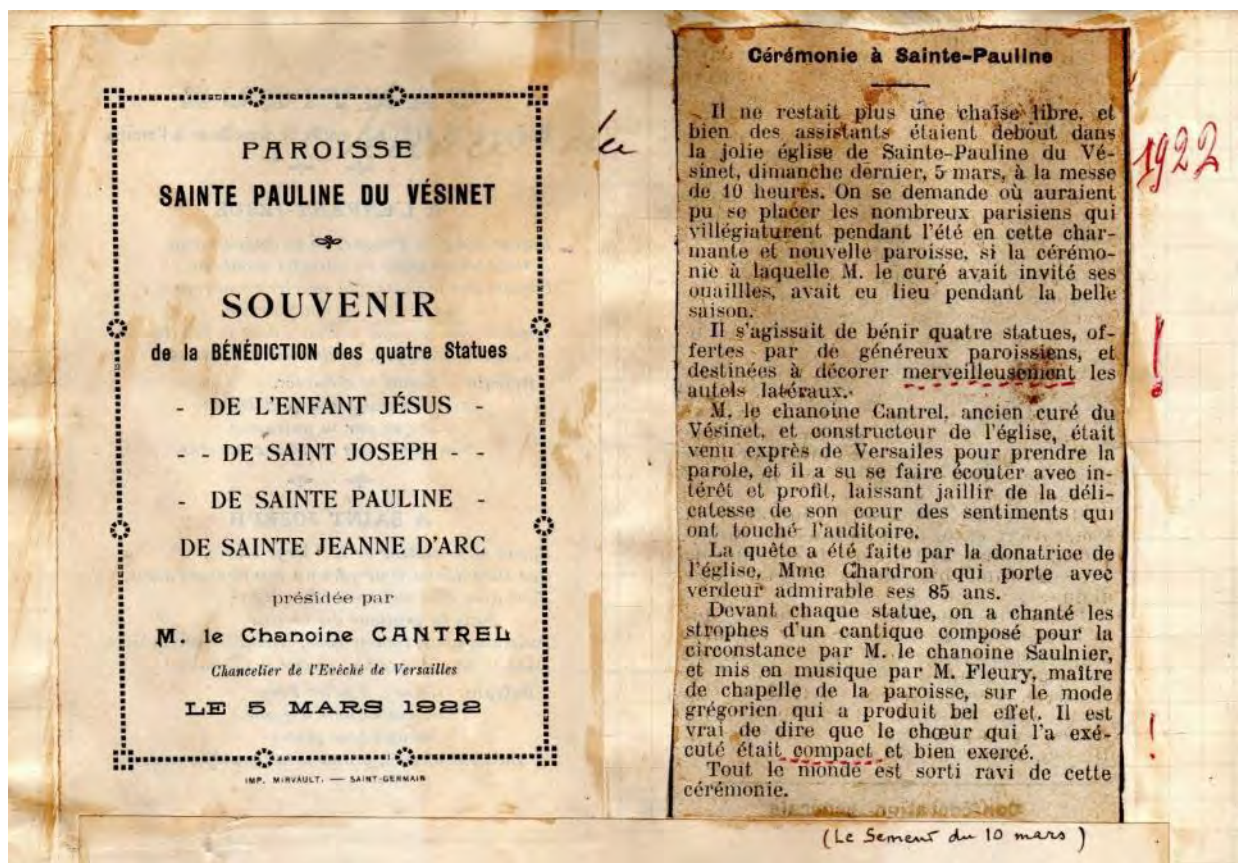 PAROISSE
SAINTE PAULINE DU VÉSINET
SOUVENIR
de la BÉNÉDICTION des quatre Statues
- DE L'ENFANT JÉSUS -
- - DE SAINT JOSEPH - -
- DE SAINTE PAULINE -
DE SAINTE JEANNE D'ARC
présidée par
M. le Chanoine CANTREL
Chancelier de l'Evêché de Versailles
LE 5 MARS 1922
IMP. MIRVAULT. — SAINT-GERMAIN
Cérémonie à Sainte-Pauline
Il ne restait plus une chaise libre, et
bien des assistants étaient debout dans
la jolie église de Sainte-Pauline du Vé-
sinet, dimanche dernier, 5 mars, à la messe
de 10 heures. On se demande où auraient
pu se placer les nombreux parisiens qui
villégiaturent pendant l'été en cette char-
mante et nouvelle paroisse, si la cérémo-
nie à laquelle M. le curé avait invité ses
ouaillles, avait eu lieu pendant la belle
saison.
Il s'agissait de bénir quatre statues, of-
fertes par de généreux paroissiens, et
destinées à décorer merveilleusement les
autels latéraux.
M. le chanoine Cantrel, ancien curé du
Vésinet, et constructeur de l'église, était
venu exprès de Versailles pour prendre la
parole, et il a su se faire écouter avec in-
térêt et profit, laissant jaillir de la déli-
catesse de son cœur des sentiments qui
ont touché l'auditoire.
La quête a été faite par la donatrice de
l'église, Mme Chardron qui porte avec
verdeur admirable ses 85 ans.
Devant chaque statue, on a chanté les
strophes d'un cantique composé pour la
circonstance par M. le chanoine Saulnier,
et mis en musique par M. Fleury, maître
de chapelle de la paroisse, sur le mode
grégorien qui a produit bel effet. Il est
vrai de dire que le chœur qui l'a exé-
cuté était compact et bien exercé.
Tout le monde est sorti ravi de cette
cérémonie.
1922
!
!
(Le Semeur du 10 mars)